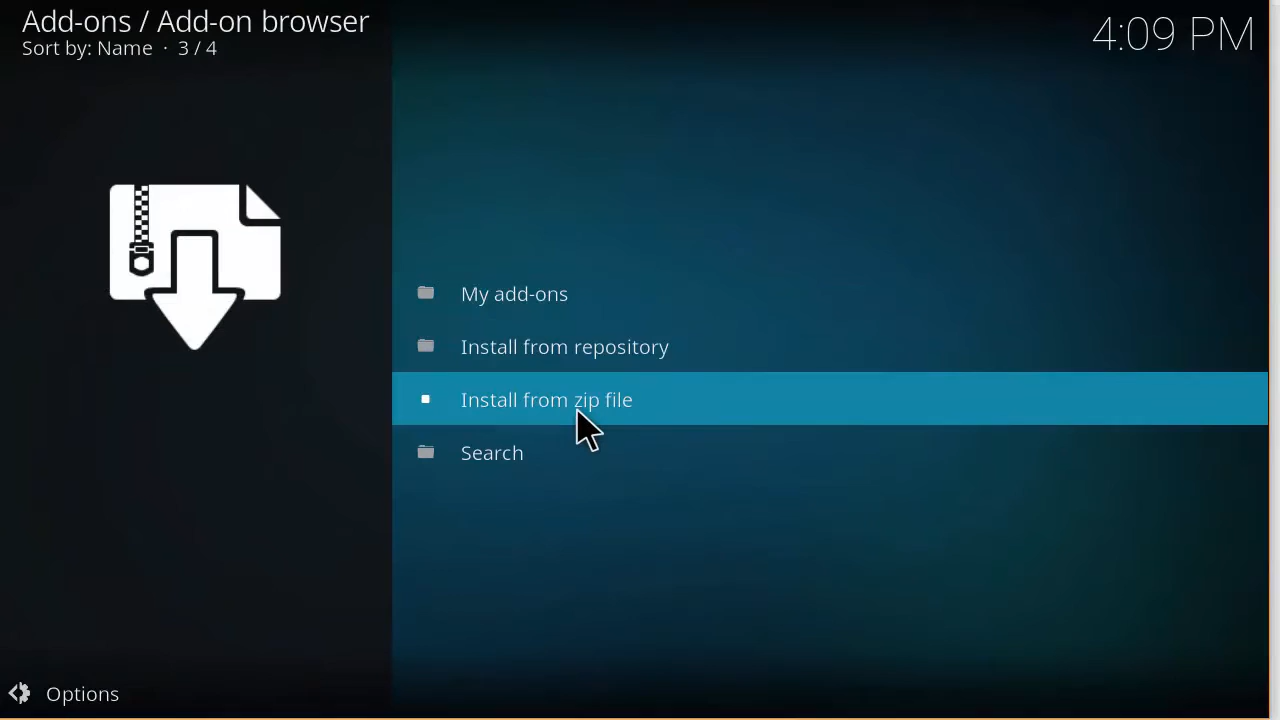 Add-ons / Add-on browser
Sort by: Name · 3 / 4
4:09 PM
My add-ons
Install from repository
Install from zip file
Search
Options